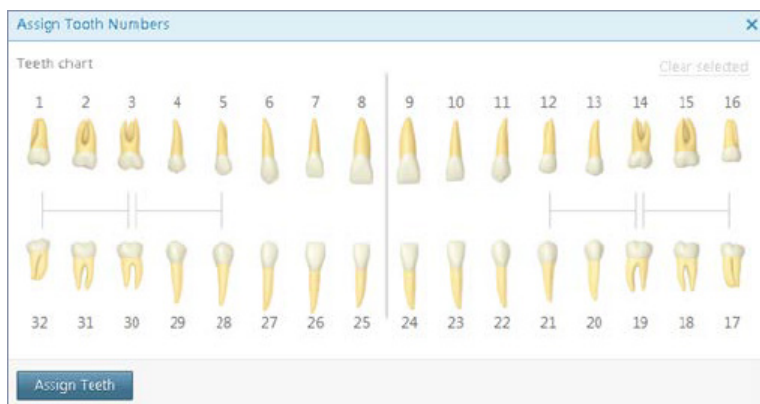 Assign Tooth Numbers
Teeth chart
Clear selected
1 2 3 4 5 6 7 8 9 10 11 12 13 14 15 16
32 31 30 29 28 27 26 25 24 23 22 21 20 19 18 17
Assign Teeth